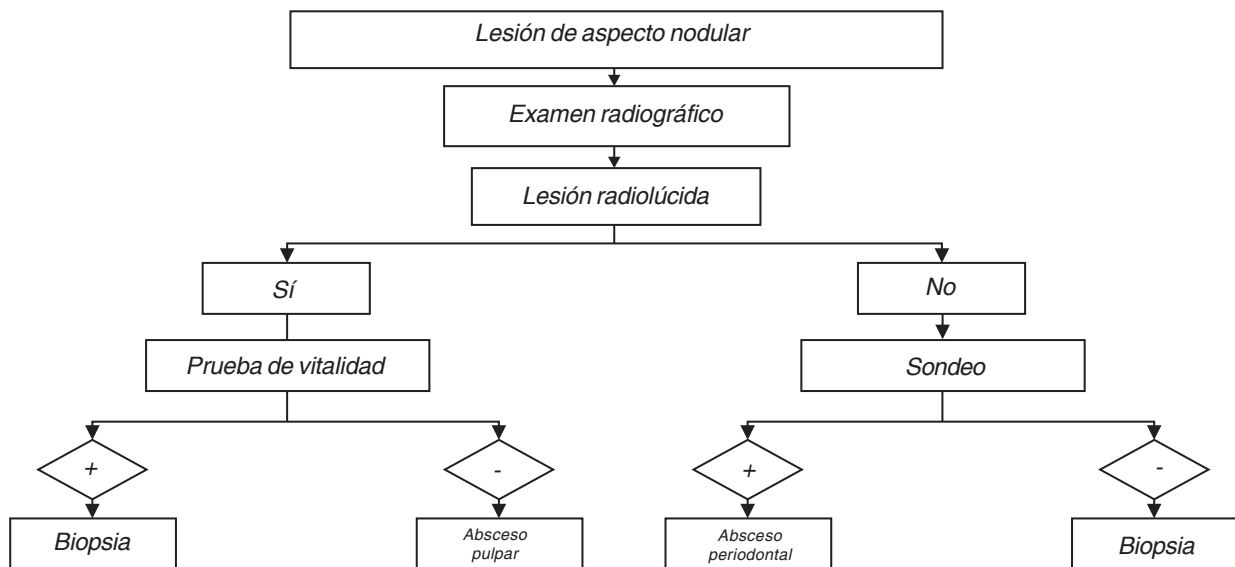 Lesión de aspecto nodular
Examen radiográfico
Lesión radiolúcida
Sí
No
Prueba de vitalidad
Sondeo
+
-
+
-
Biopsia
Absceso
pulpar
Absceso
periodontal
Biopsia